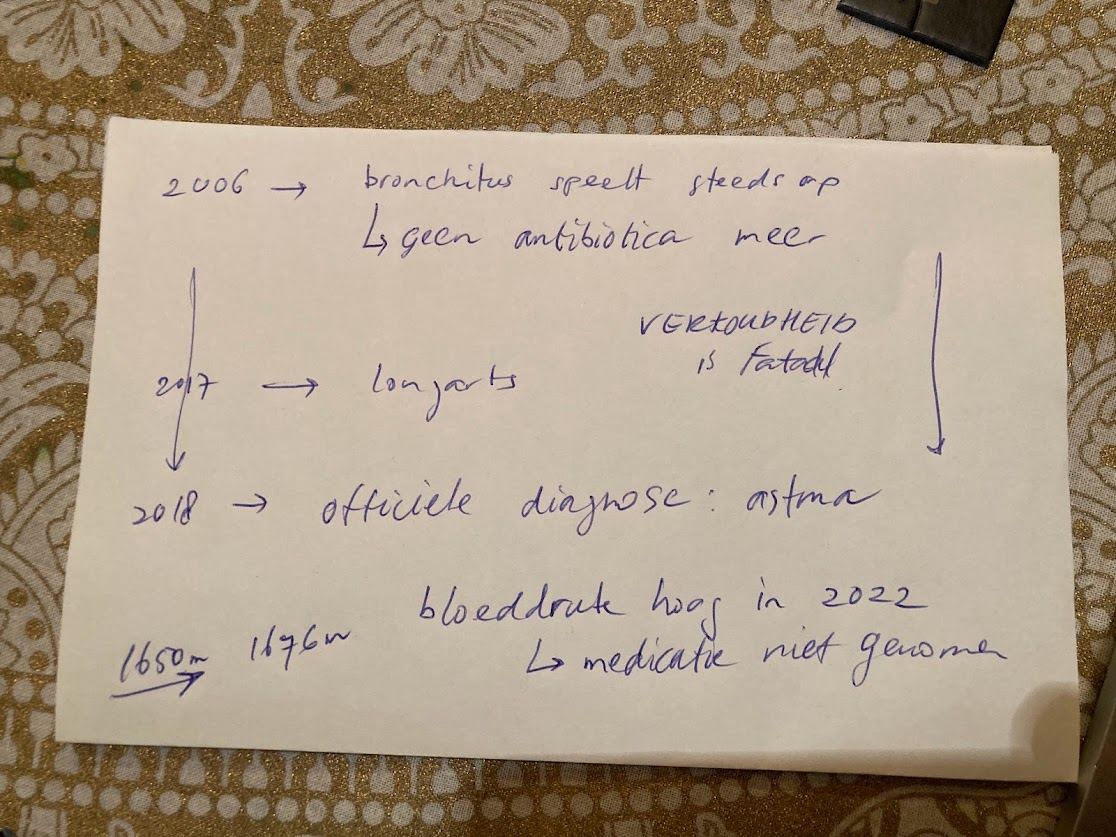 2006 → bronchitus speelt steeds op
↳ geen antibiotica meer
VERKOUDHEID
is Fataal
2017 → longarts
2018 → officiele diagnose : astma
bloeddruk hoog in 2022
↳ medicatie niet genomen
1650m 1676m